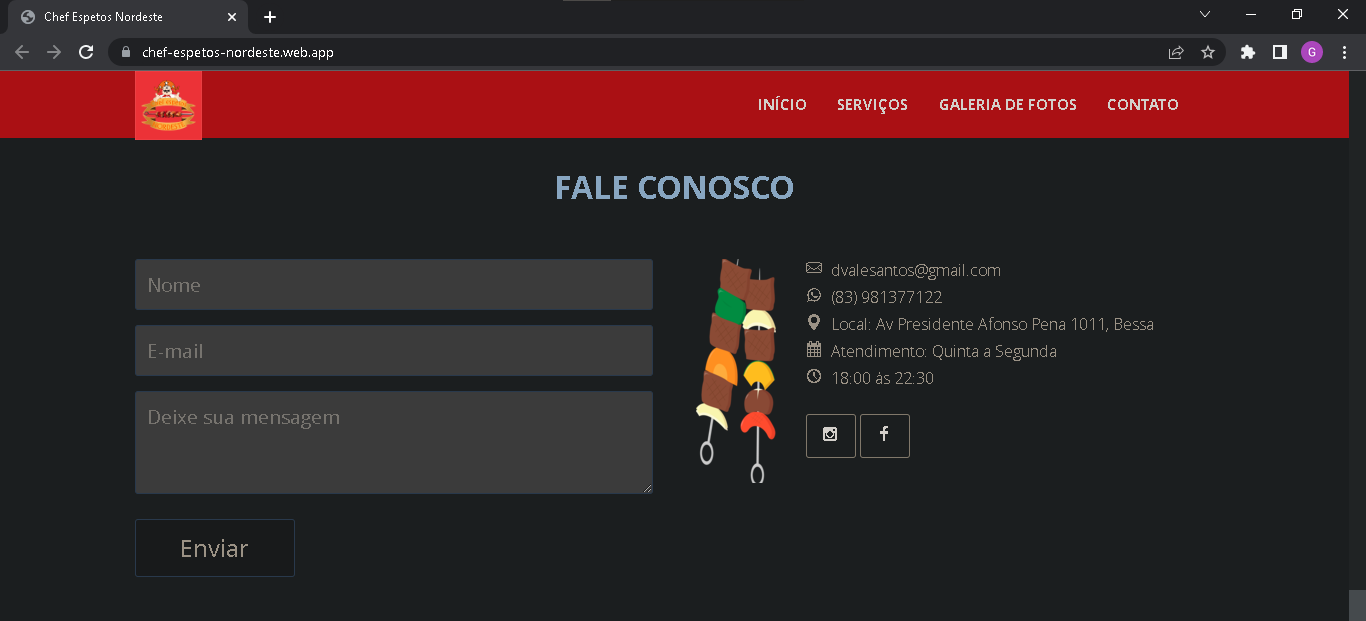 Chef Espetos Nordeste
chef-espetos-nordeste.web.app
G
INÍCIO SERVIÇOS GALERIA DE FOTOS CONTATO
FALE CONOSCO
Nome
E-mail
Deixe sua mensagem
Enviar
dvalesantos@gmail.com
(83) 981377122
Local: Av Presidente Afonso Pena 1011, Bessa
Atendimento: Quinta a Segunda
18:00 ás 22:30